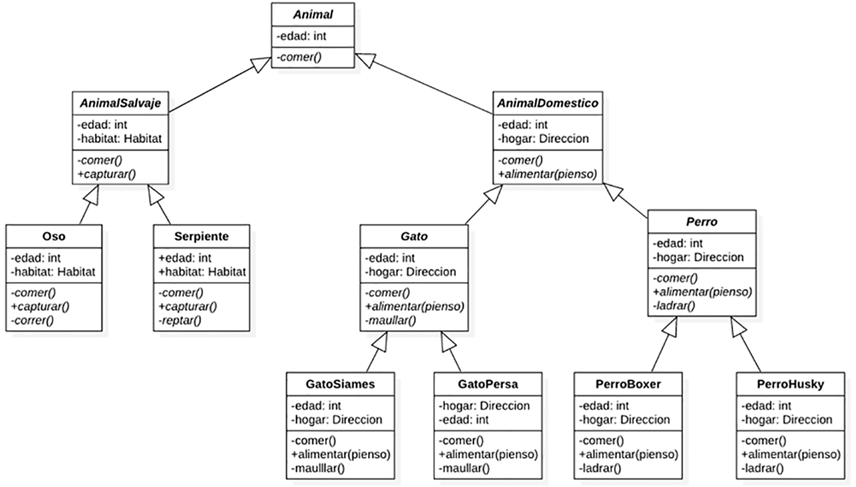 Animal
-edad: int
-comer()
AnimalSalvaje
-edad: int
-habitat: Habitat
-comer()
+capturar()
AnimalDomestico
-edad: int
-hogar: Direccion
-comer()
+alimentar(pienso)
Oso
-edad: int
-habitat: Habitat
-comer()
+capturar()
-correr()
Serpiente
+edad: int
+habitat: Habitat
-comer()
+capturar()
-reptar()
Gato
-edad: int
-hogar: Direccion
-comer()
+alimentar(pienso)
-maullar()
Perro
-edad: int
-hogar: Direccion
-comer()
+alimentar(pienso)
-ladrar()
GatoSiames
-edad: int
-hogar: Direccion
-comer()
+alimentar(pienso)
-maulllar()
GatoPersa
-hogar: Direccion
-edad: int
-comer()
+alimentar(pienso)
-maullar()
PerroBoxer
-edad: int
-hogar: Direccion
-comer()
+alimentar(pienso)
-ladrar()
PerroHusky
-edad: int
-hogar: Direccion
-comer()
+alimentar(pienso)
-ladrar()